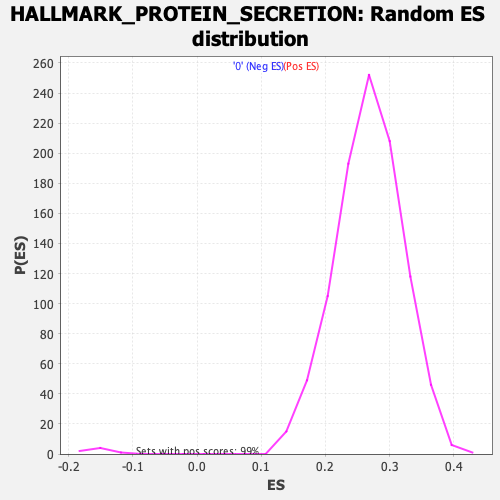 HALLMARK_PROTEIN_SECRETION: Random ES
distribution
'0' (Neg ES)(Pos ES)
260
240
220
200
180
160
140
120
100
80
60
40
20
0
P(ES)
Sets with pos scores: 99%
-0.2 -0.1 0.0 0.1 0.2 0.3 0.4
ES